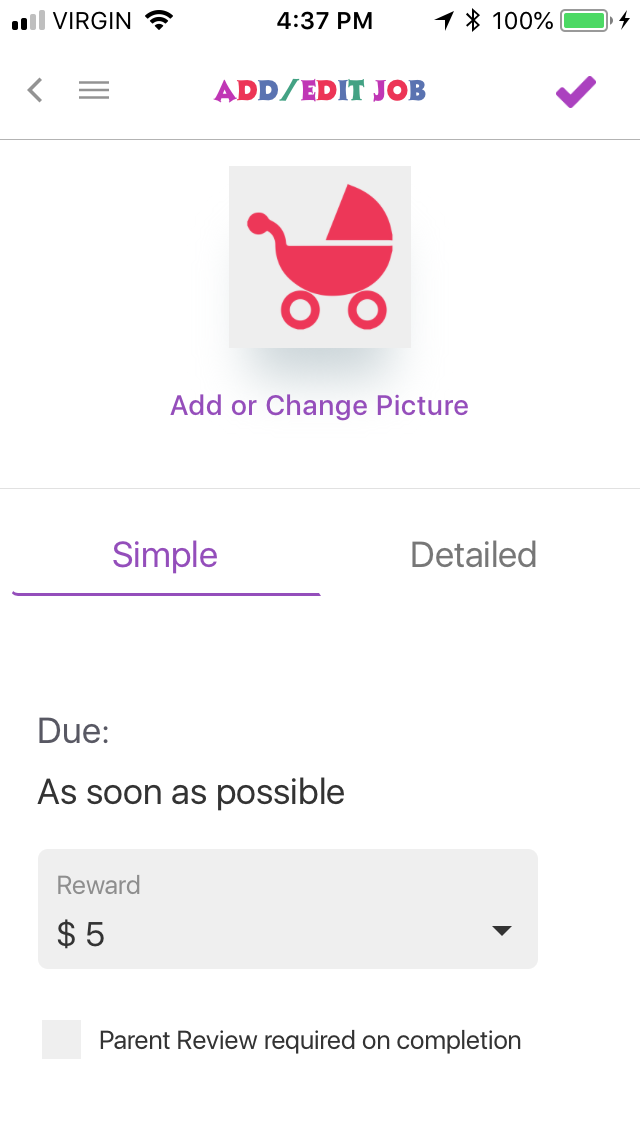 VIRGIN 4:37 PM 100%
ADD/EDIT JOB
Add or Change Picture
Simple Detailed
Due:
As soon as possible
Reward
$ 5
Parent Review required on completion